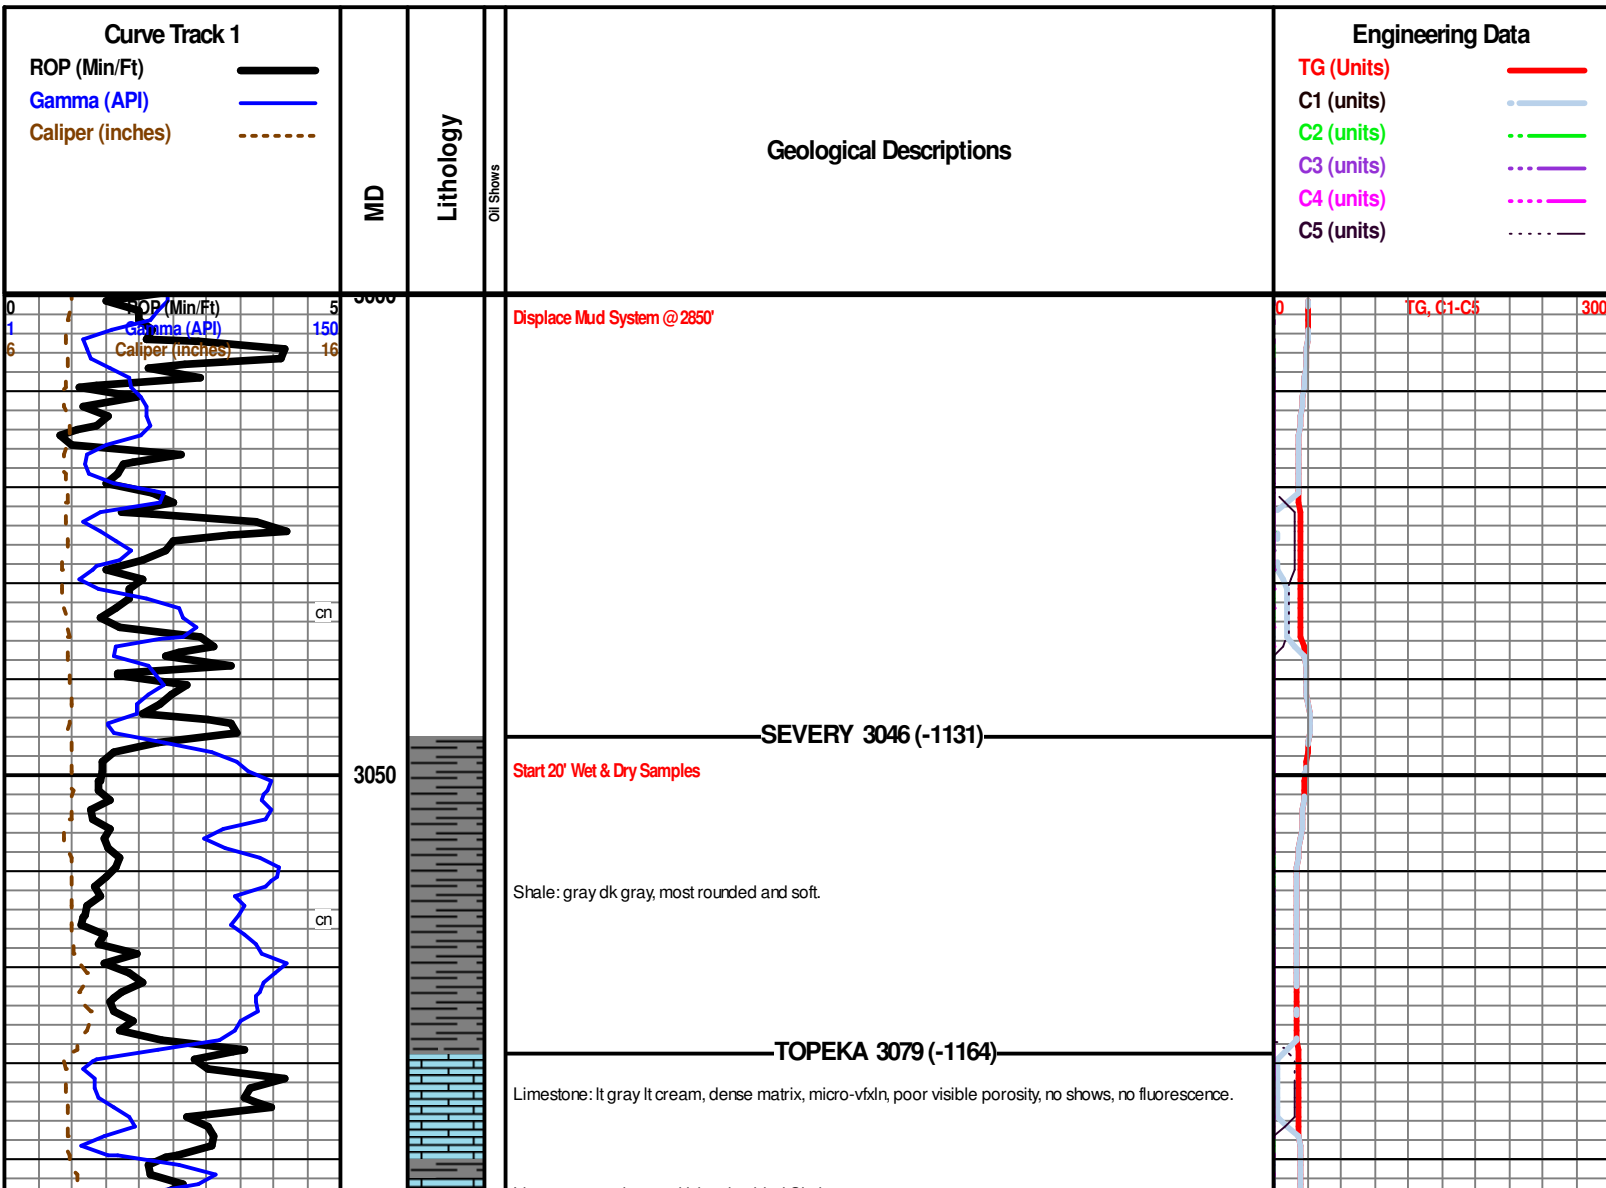 Curve Track 1
ROP (Min/Ft)
Gamma (API)
Caliper (inches)
MD
Lithology
Oil Shows
Geological Descriptions
Engineering Data
TG (Units)
C1 (units)
C2 (units)
C3 (units)
C4 (units)
C5 (units)
0 ROP (Min/Ft) 5
1 Gamma (API) 150
6 Caliper (inches) 16
0 TG, C1-C5 300
Displace Mud System @ 2850'
cn
SEVERY 3046 (-1131)
3050
Start 20' Wet & Dry Samples
Shale: gray dk gray, most rounded and soft.
cn
TOPEKA 3079 (-1164)
Limestone: lt gray lt cream, dense matrix, micro-vfxln, poor visible porosity, no shows, no fluorescence.